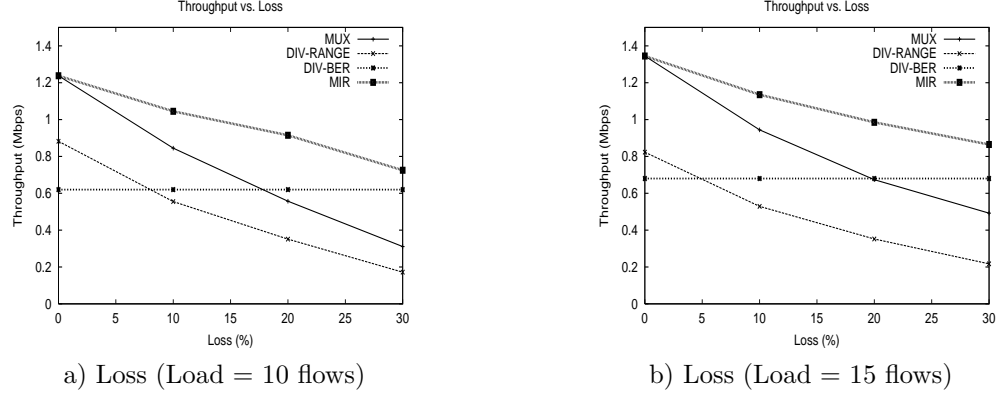 Throughput vs. Loss
Throughput (Mbps)
1.4
1.2
1
0.8
0.6
0.4
0.2
0
MUX
DIV-RANGE
DIV-BER
MIR
0 5 10 15 20 25 30
Loss (%)
a) Loss (Load = 10 flows)
Throughput vs. Loss
Throughput (Mbps)
1.4
1.2
1
0.8
0.6
0.4
0.2
0
MUX
DIV-RANGE
DIV-BER
MIR
0 5 10 15 20 25 30
Loss (%)
b) Loss (Load = 15 flows)